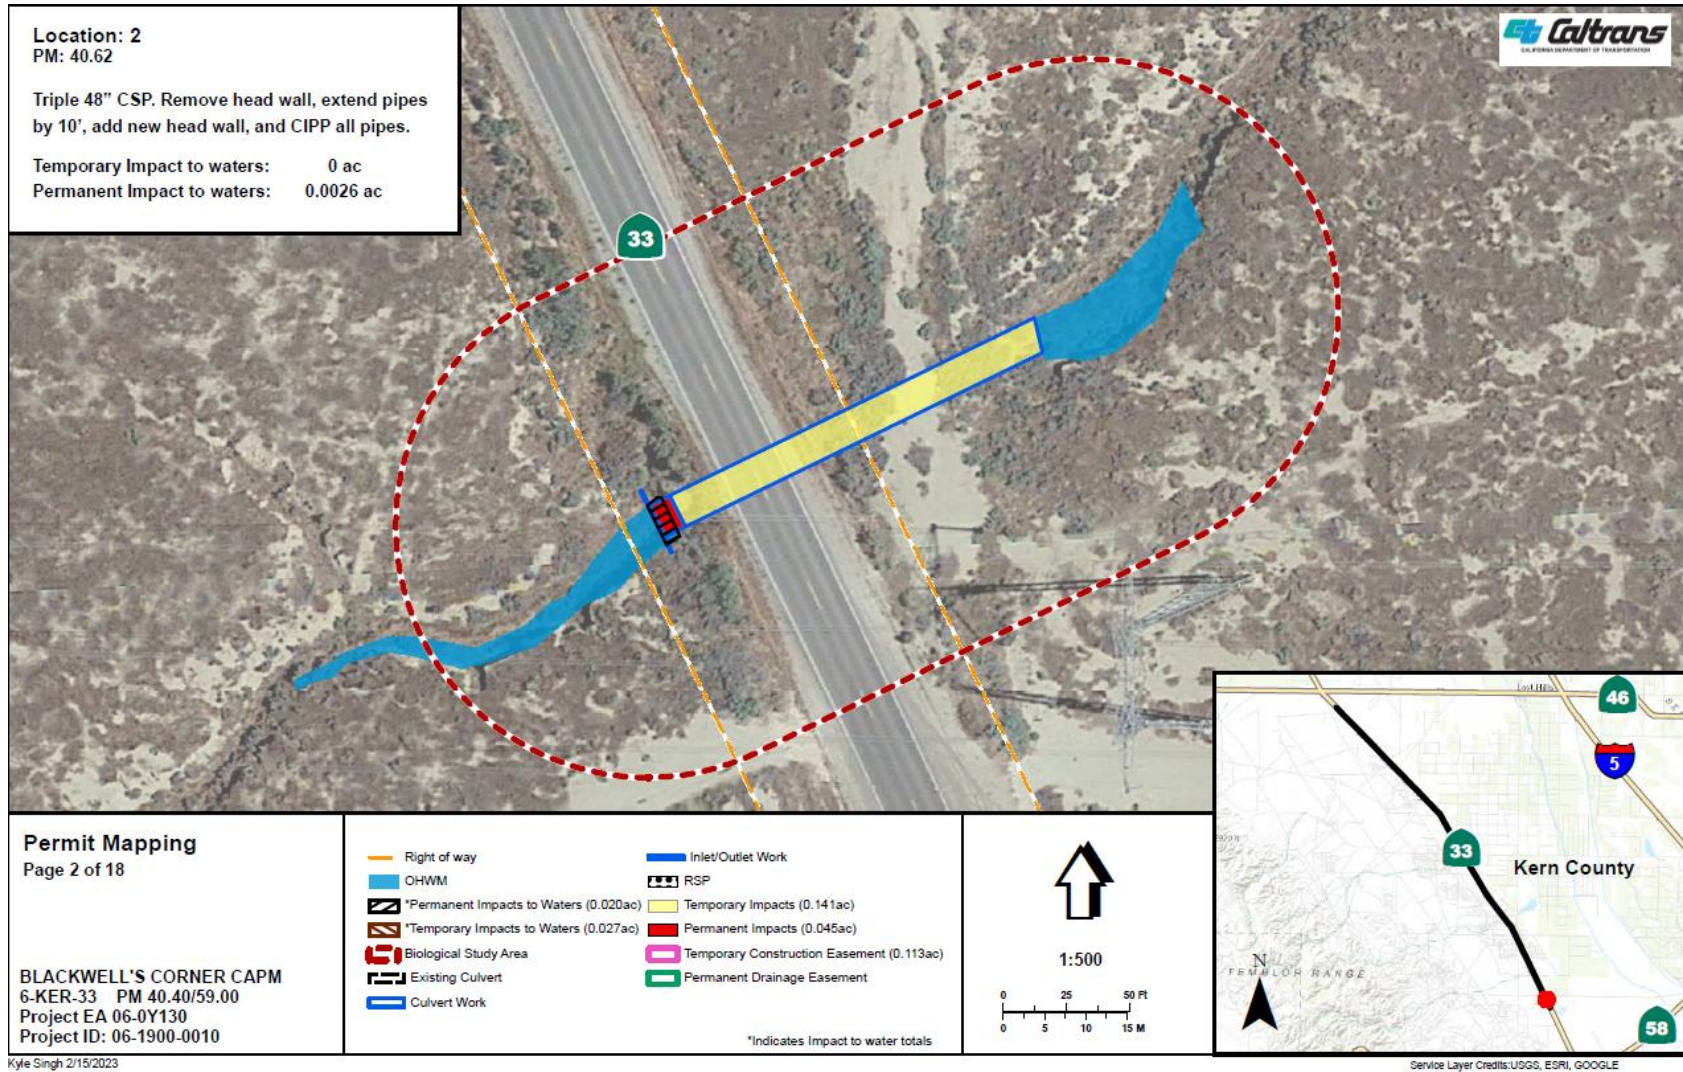 Location: 2
PM: 40.62
Triple 48" CSP. Remove head wall, extend pipes
by 10', add new head wall, and CIPP all pipes.
Temporary Impact to waters: 0 ac
Permanent Impact to waters: 0.0026 ac
Caltrans
CALIFORNIA DEPARTMENT OF TRANSPORTATION
33
Permit Mapping
Page 2 of 18
BLACKWELL'S CORNER CAPM
6-KER-33 PM 40.40/59.00
Project EA 06-0Y130
Project ID: 06-1900-0010
Right of way
OHWM
*Permanent Impacts to Waters (0.020ac)
*Temporary Impacts to Waters (0.027ac)
Biological Study Area
Existing Culvert
Culvert Work
Inlet/Outlet Work
RSP
Temporary Impacts (0.141ac)
Permanent Impacts (0.045ac)
Temporary Construction Easement (0.113ac)
Permanent Drainage Easement
*Indicates Impact to water totals
1:500
0 25 50 Ft
0 5 10 15 M
Lost Hills
46
5
33
Kern County
TEMBLOR RANGE
N
58
Kyle Singh 2/15/2023
Service Layer Credits:USGS, ESRI, GOOGLE